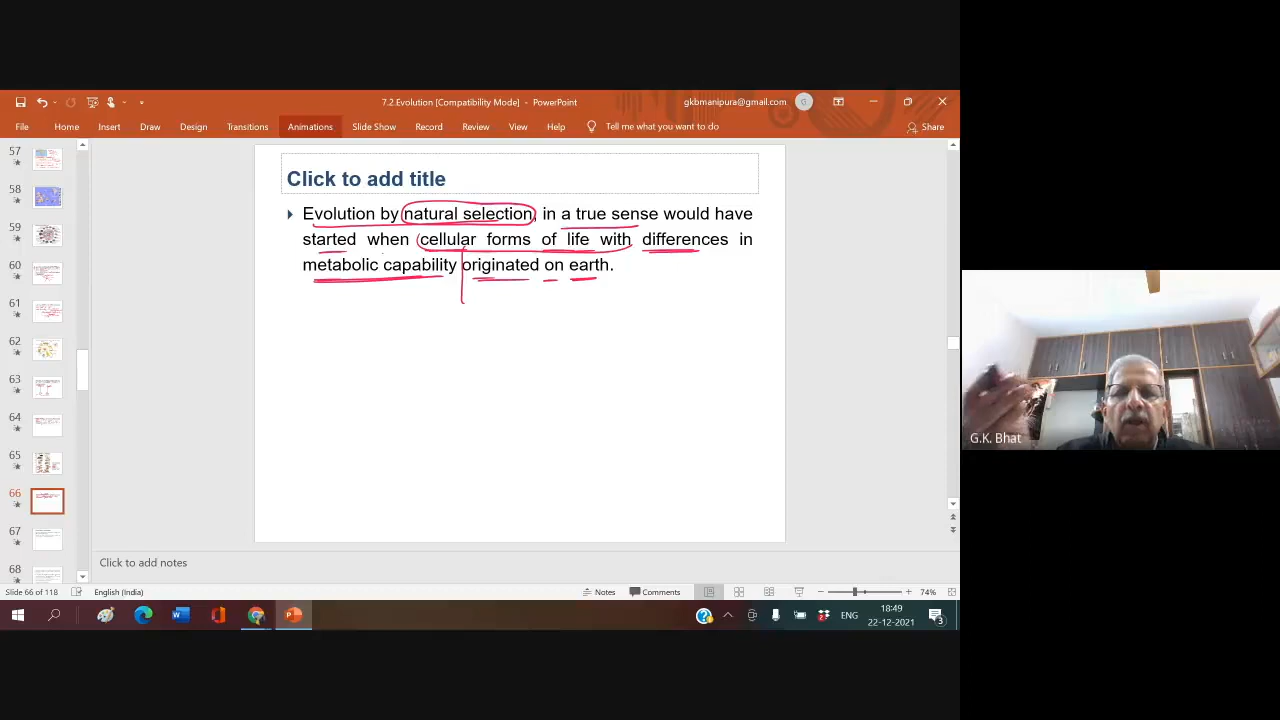 7.2.Evolution [Compatibility Mode] - PowerPoint
gkbmanipura@gmail.com
G
File Home Insert Draw Design Transitions Animations Slide Show Record Review View Help Tell me what you want to do Share
57
58
59
60
61
62
63
64
65
66
67
68
Click to add title
Evolution by natural selection, in a true sense would have
started when cellular forms of life with differences in
metabolic capability originated on earth.
G.K. Bhat
Click to add notes
Slide 66 of 118 English (India) Notes Comments 74%
ENG
18:49
22-12-2021
3